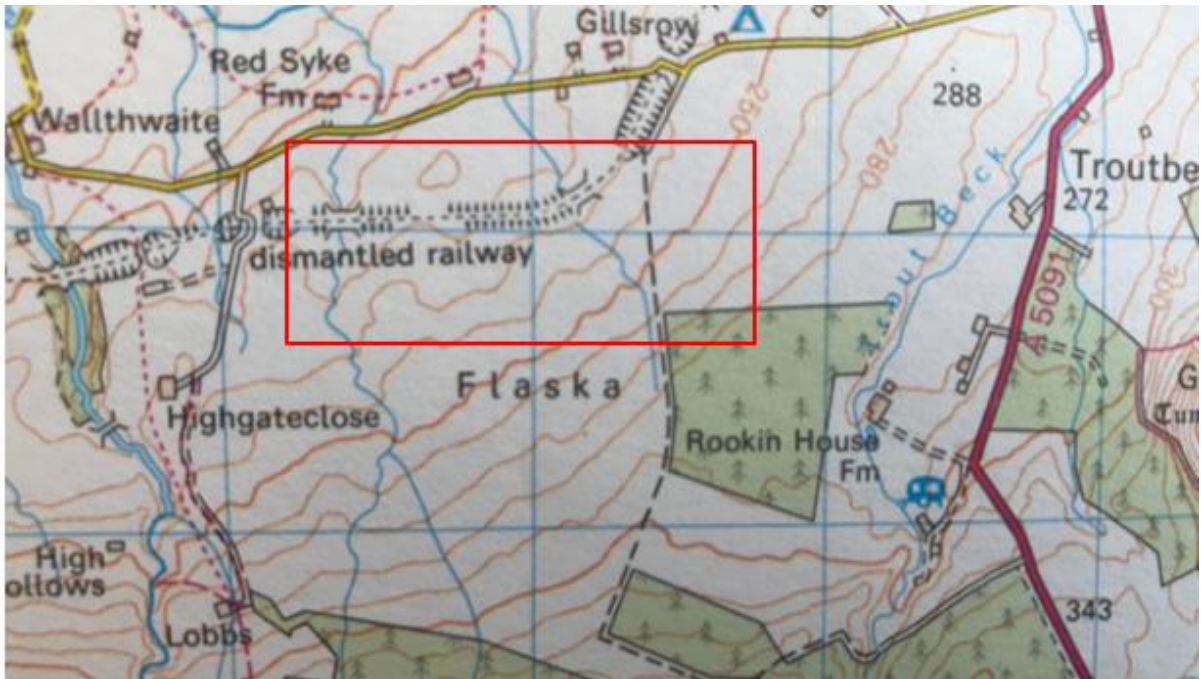 Gillsrow
Red Syke
Fm
288
250
Wallthwaite
280
Troutbe
272
Trout Beck
dismantled railway
A 5091
300
Flaska
G
Tun
Highgateclose
Rookin House
Fm
High
ollows
343
Lobbs